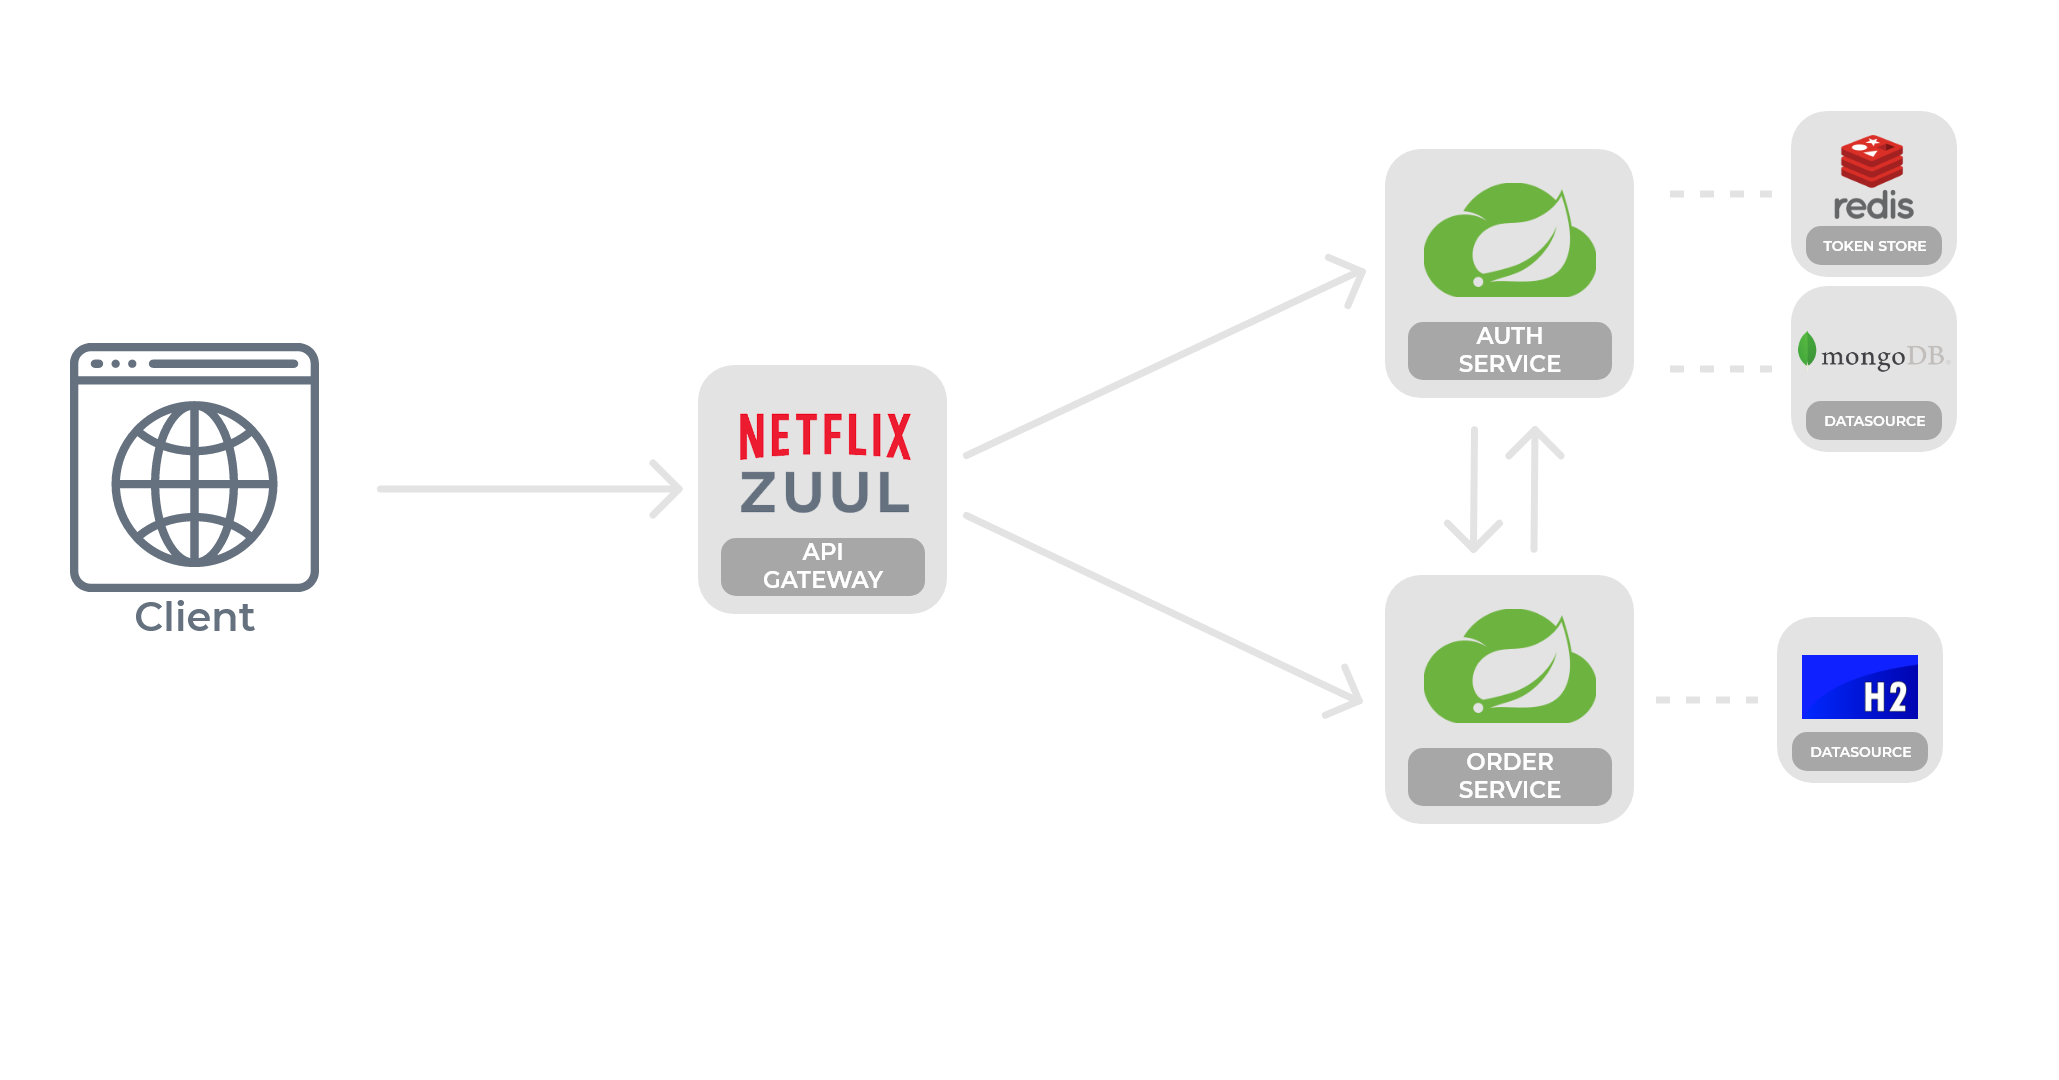 Client
NETFLIX
ZUUL
API
GATEWAY
AUTH
SERVICE
redis
TOKEN STORE
mongoDB
DATASOURCE
ORDER
SERVICE
H2
DATASOURCE